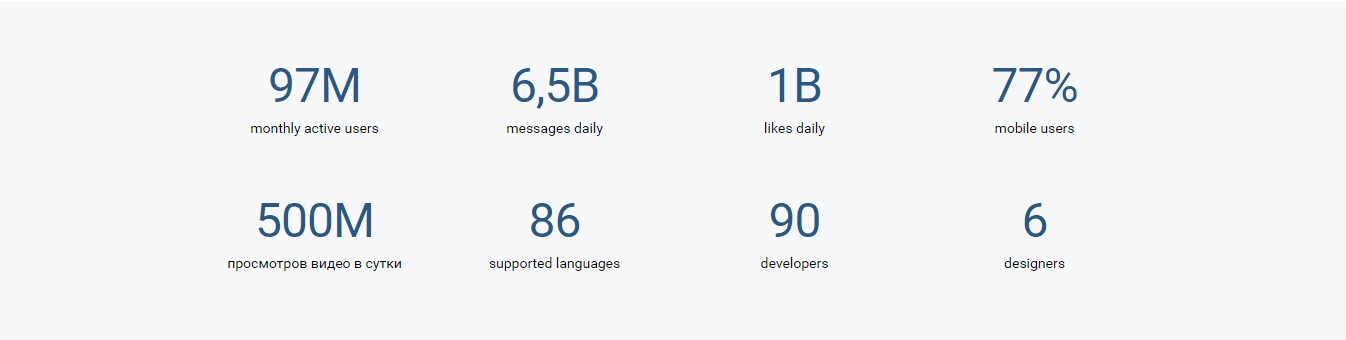 97M 6,5B 1B 77%
monthly active users messages daily likes daily mobile users
500M 86 90 6
просмотров видео в сутки supported languages developers designers